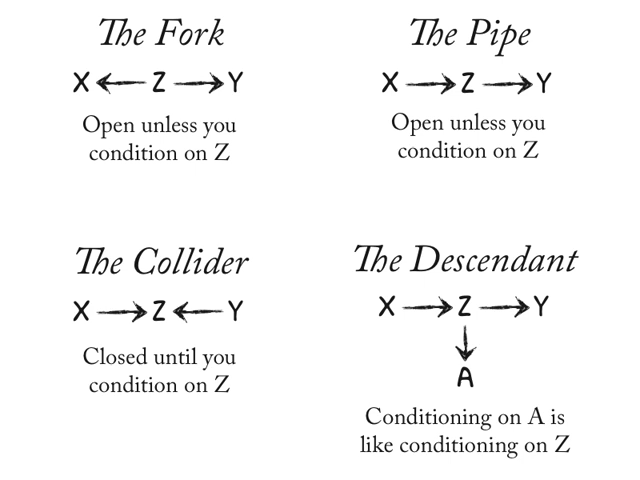 The Fork
X ← Z → Y
Open unless you
condition on Z
The Pipe
X → Z → Y
Open unless you
condition on Z
The Collider
X → Z ← Y
Closed until you
condition on Z
The Descendant
X → Z → Y
↓
A
Conditioning on A is
like conditioning on Z